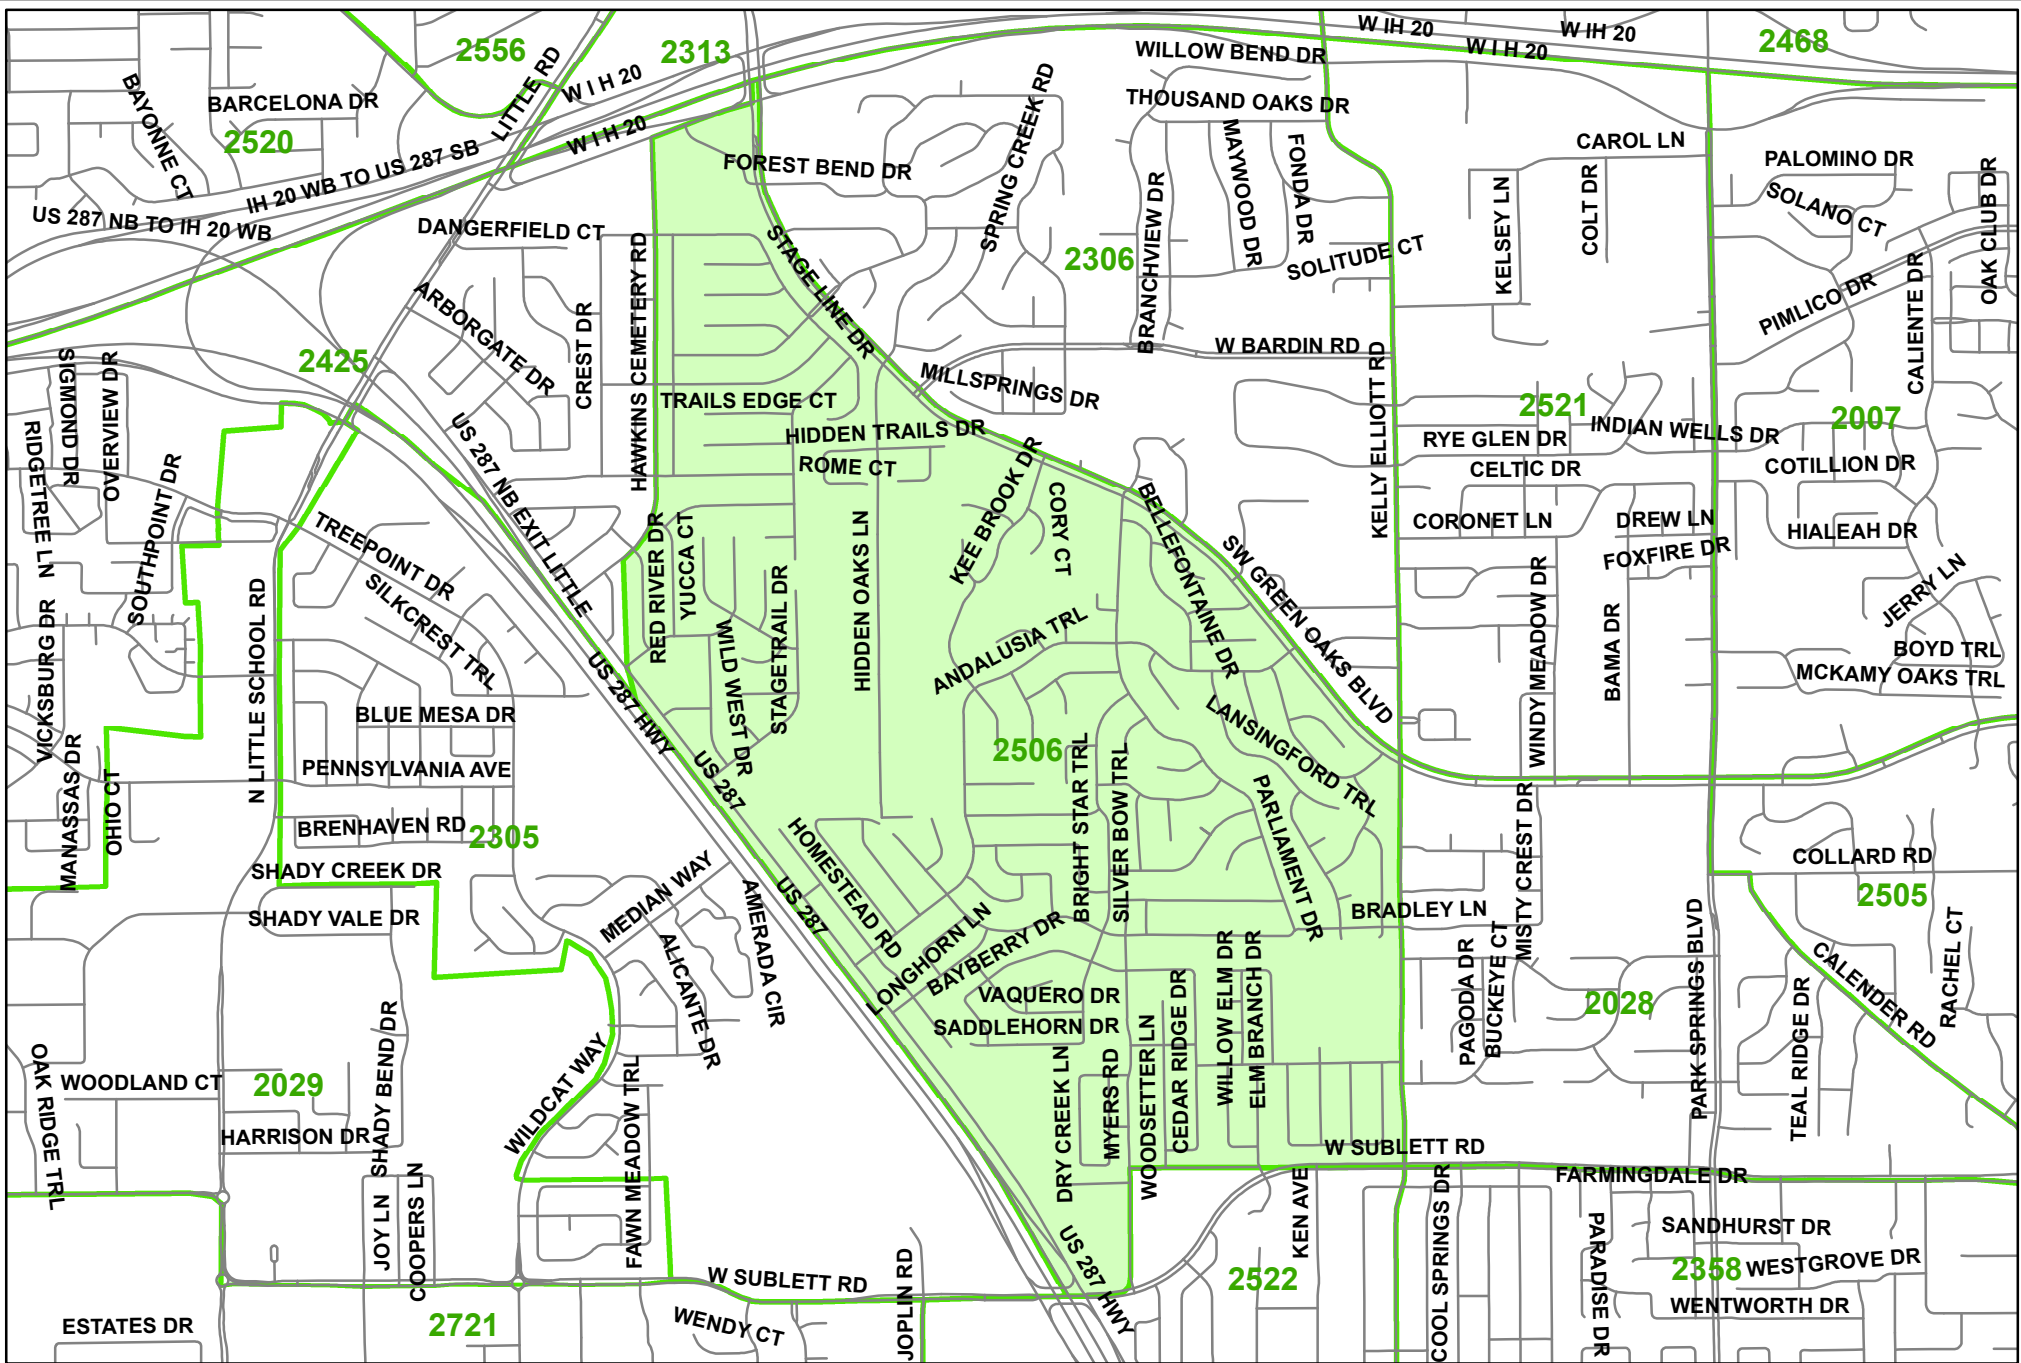 2556
2313
W IH 20
W IH 20
W I H 20
2468
WILLOW BEND DR
LITTLE RD
W I H 20
BARCELONA DR
BAYONNE CT
2520
THOUSAND OAKS DR
SPRING CREEK RD
W I H 20
CAROL LN
PALOMINO DR
IH 20 WB TO US 287 SB
FOREST BEND DR
MAYWOOD DR
FONDA DR
COLT DR
KELSEY LN
SOLANO CT
OAK CLUB DR
US 287 NB TO IH 20 WB
DANGERFIELD CT
HAWKINS CEMETERY RD
STAGE LINE DR
2306
BRANCHVIEW DR
SOLITUDE CT
PIMLICO DR
CALIENTE DR
ARBORGATE DR
CREST DR
2425
SIGMOND DR
OVERVIEW DR
W BARDIN RD
KELLY ELLIOTT RD
MILLSPRINGS DR
TRAILS EDGE CT
2521
2007
RIDGETREE LN
SOUTHPOINT DR
US 287 NB EXIT LITTLE
HIDDEN TRAILS DR
ROME CT
RYE GLEN DR
INDIAN WELLS DR
CELTIC DR
COTILLION DR
KEE BROOK DR
CORY CT
BELLEFONTAINE DR
CORONET LN
DREW LN
FOXFIRE DR
HIALEAH DR
TREEPOINT DR
RED RIVER DR
YUCCA CT
HIDDEN OAKS LN
SW GREEN OAKS BLVD
SILKCREST TRL
N LITTLE SCHOOL RD
STAGETRAIL DR
WILD WEST DR
ANDALUSIA TRL
WINDY MEADOW DR
BAMA DR
JERRY LN
BOYD TRL
MCKAMY OAKS TRL
VICKSBURG DR
US 287 HWY
BLUE MESA DR
2506
LANSINGFORD TRL
PENNSYLVANIA AVE
US 287
BRIGHT STAR TRL
SILVER BOW TRL
PARLIAMENT DR
MANASSAS DR
OHIO CT
BRENHAVEN RD
2305
HOMESTEAD RD
MISTY CREST DR
COLLARD RD
SHADY CREEK DR
MEDIAN WAY
AMERADA CIR
US 287
2505
SHADY VALE DR
BRADLEY LN
LONGHORN LN
BAYBERRY DR
ALICANTE DR
WILLOW ELM DR
ELM BRANCH DR
PAGODA DR
BUCKEYE CT
PARK SPRINGS BLVD
CALENDER RD
RACHEL CT
VAQUERO DR
SADDLEHORN DR
CEDAR RIDGE DR
2028
TEAL RIDGE DR
OAK RIDGE TRL
WOODLAND CT
2029
SHADY BEND DR
WILDCAT WAY
FAWN MEADOW TRL
DRY CREEK LN
MYERS RD
WOODSETTER LN
HARRISON DR
W SUBLETT RD
FARMINGDALE DR
JOY LN
COOPERS LN
KEN AVE
COOL SPRINGS DR
PARADISE DR
SANDHURST DR
2358
WESTGROVE DR
US 287 HWY
2522
W SUBLETT RD
JOPLIN RD
WENTWORTH DR
ESTATES DR
2721
WENDY CT